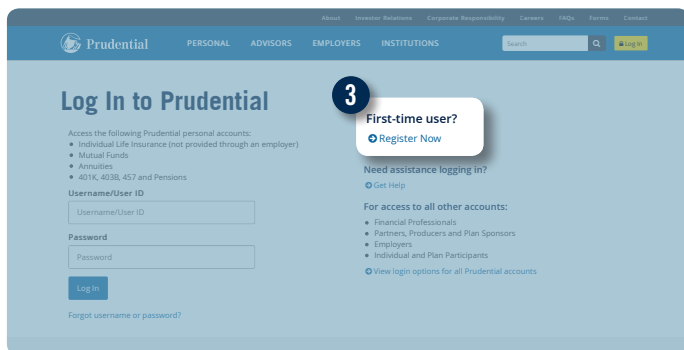 About Investor Relations Corporate Responsibility Careers FAQs Forms Contact
Prudential PERSONAL ADVISORS EMPLOYERS INSTITUTIONS Search Log In
Log In to Prudential
Access the following Prudential personal accounts:
• Individual Life Insurance (not provided through an employer)
• Mutual Funds
• Annuities
• 401K, 403B, 457 and Pensions
Username/User ID
Username/User ID
Password
Password
Log In
Forgot username or password?
3
First-time user?
Register Now
Need assistance logging in?
Get Help
For access to all other accounts:
• Financial Professionals
• Partners, Producers and Plan Sponsors
• Employers
• Individual and Plan Participants
View login options for all Prudential accounts